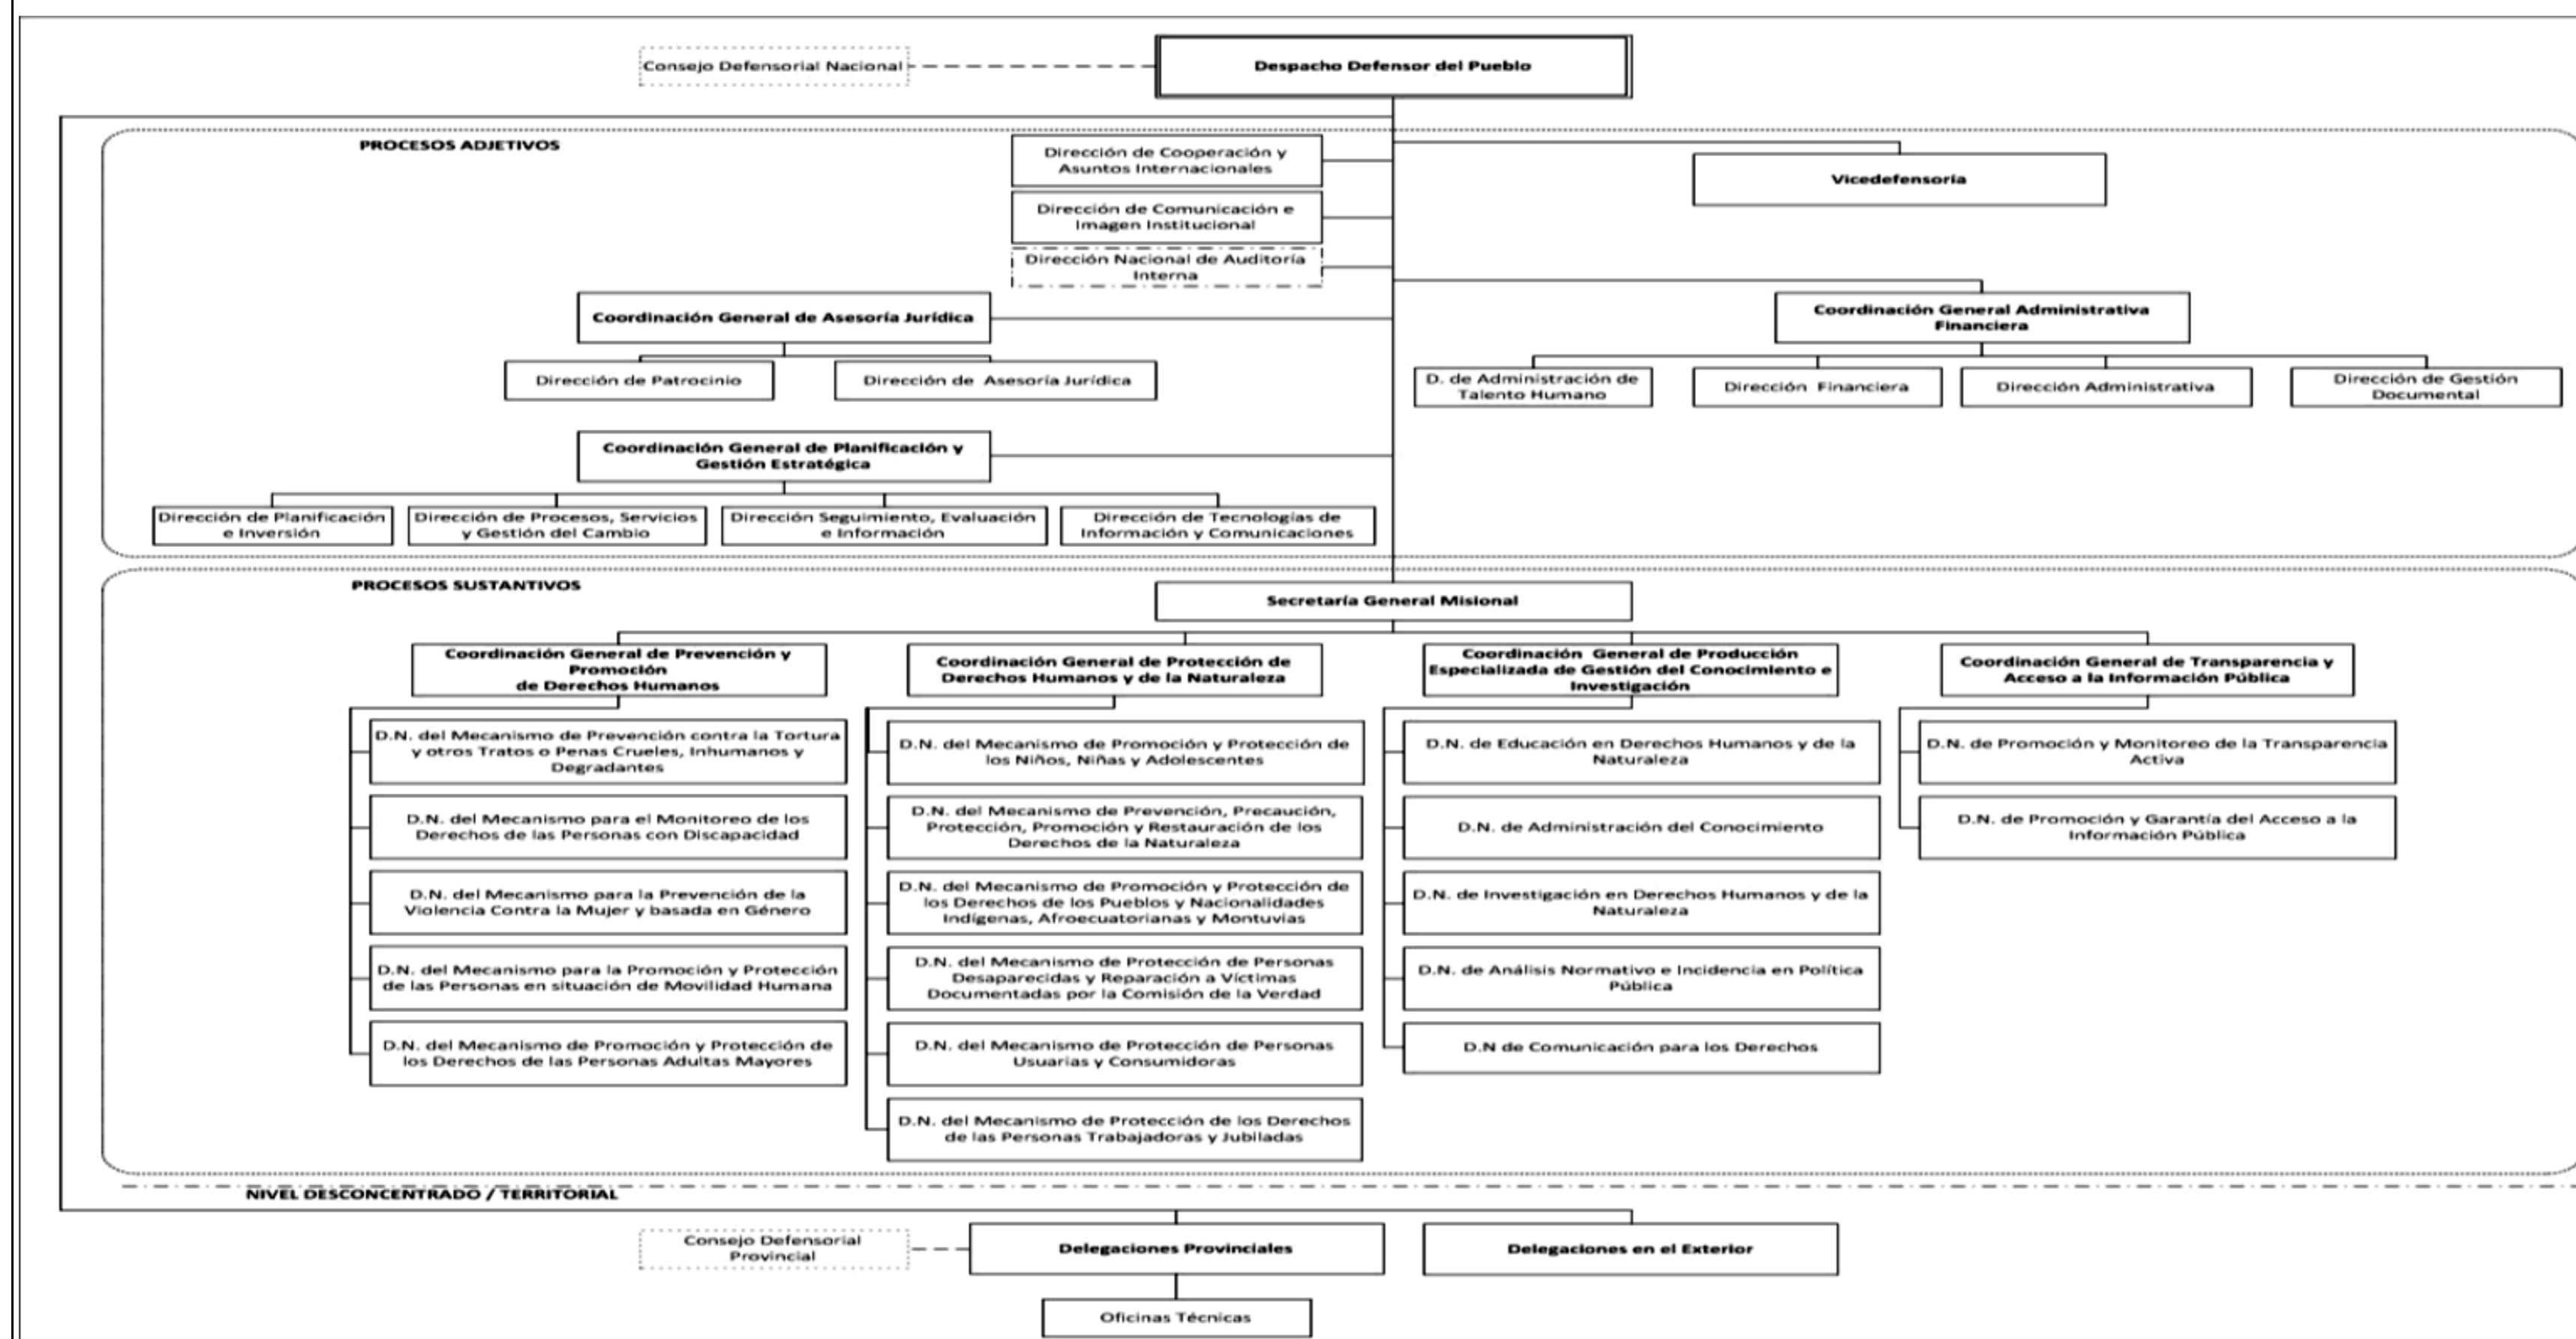 Consejo Defensorial Nacional
Despacho Defensor del Pueblo
PROCESOS ADJETIVOS
Dirección de Cooperación y
Asuntos Internacionales
Vicedefensoría
Dirección de Comunicación e
Imagen Institucional
Dirección Nacional de Auditoría
Interna
Coordinación General de Asesoría Jurídica
Coordinación General Administrativa
Financiera
Dirección de Patrocinio
Dirección de Asesoría Jurídica
D. de Administración de
Talento Humano
Dirección Financiera
Dirección Administrativa
Dirección de Gestión
Documental
Coordinación General de Planificación y
Gestión Estratégica
Dirección de Planificación
e Inversión
Dirección de Procesos, Servicios
y Gestión del Cambio
Dirección Seguimiento, Evaluación
e Información
Dirección de Tecnologías de
Información y Comunicaciones
PROCESOS SUSTANTIVOS
Secretaría General Misional
Coordinación General de Prevención y
Promoción
de Derechos Humanos
Coordinación General de Protección de
Derechos Humanos y de la Naturaleza
Coordinación General de Producción
Especializada de Gestión del Conocimiento e
Investigación
Coordinación General de Transparencia y
Acceso a la Información Pública
D.N. del Mecanismo de Prevención contra la Tortura
y otros Tratos o Penas Crueles, Inhumanos y
Degradantes
D.N. del Mecanismo para el Monitoreo de los
Derechos de las Personas con Discapacidad
D.N. del Mecanismo para la Prevención de la
Violencia Contra la Mujer y basada en Género
D.N. del Mecanismo para la Promoción y Protección
de las Personas en situación de Movilidad Humana
D.N. del Mecanismo de Promoción y Protección de
los Derechos de las Personas Adultas Mayores
D.N. del Mecanismo de Promoción y Protección de
los Niños, Niñas y Adolescentes
D.N. del Mecanismo de Prevención, Precaución,
Protección, Promoción y Restauración de los
Derechos de la Naturaleza
D.N. del Mecanismo de Promoción y Protección de
los Derechos de los Pueblos y Nacionalidades
Indígenas, Afroecuatorianas y Montuvias
D.N. del Mecanismo de Protección de Personas
Desaparecidas y Reparación a Víctimas
Documentadas por la Comisión de la Verdad
D.N. del Mecanismo de Protección de Personas
Usuarias y Consumidoras
D.N. del Mecanismo de Protección de los Derechos
de las Personas Trabajadoras y Jubiladas
D.N. de Educación en Derechos Humanos y de la
Naturaleza
D.N. de Administración del Conocimiento
D.N. de Investigación en Derechos Humanos y de la
Naturaleza
D.N. de Análisis Normativo e Incidencia en Política
Pública
D.N de Comunicación para los Derechos
D.N. de Promoción y Monitoreo de la Transparencia
Activa
D.N. de Promoción y Garantía del Acceso a la
Información Pública
NIVEL DESCONCENTRADO / TERRITORIAL
Consejo Defensorial
Provincial
Delegaciones Provinciales
Delegaciones en el Exterior
Oficinas Técnicas